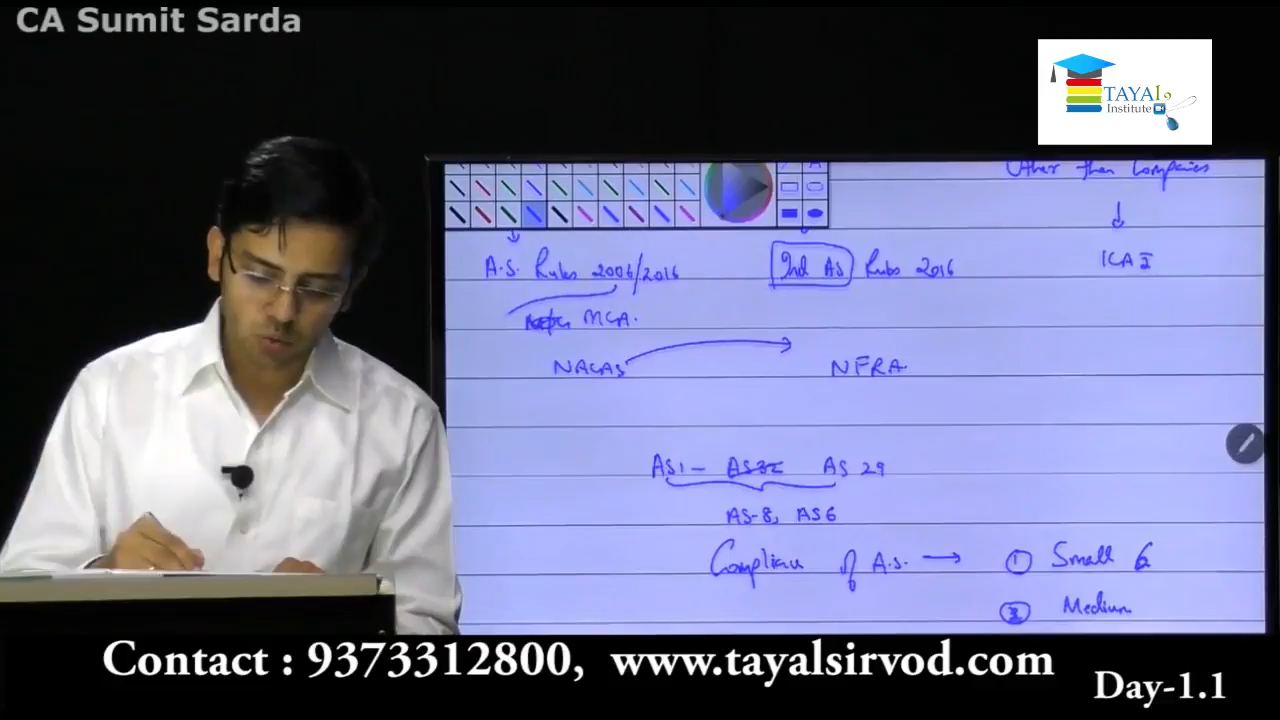 CA Sumit Sarda
TAYAl's
Institute
Other than Companies
A.S. Rules 2006/2016
Ind AS Rules 2016
ICAI
MCA.
NACAS
NFRA
AS1 - AS32 AS 29
AS-8, AS6
Compliance of A.S. → ① Small &
② Medium
Contact : 9373312800, www.tayalsirvod.com
Day-1.1